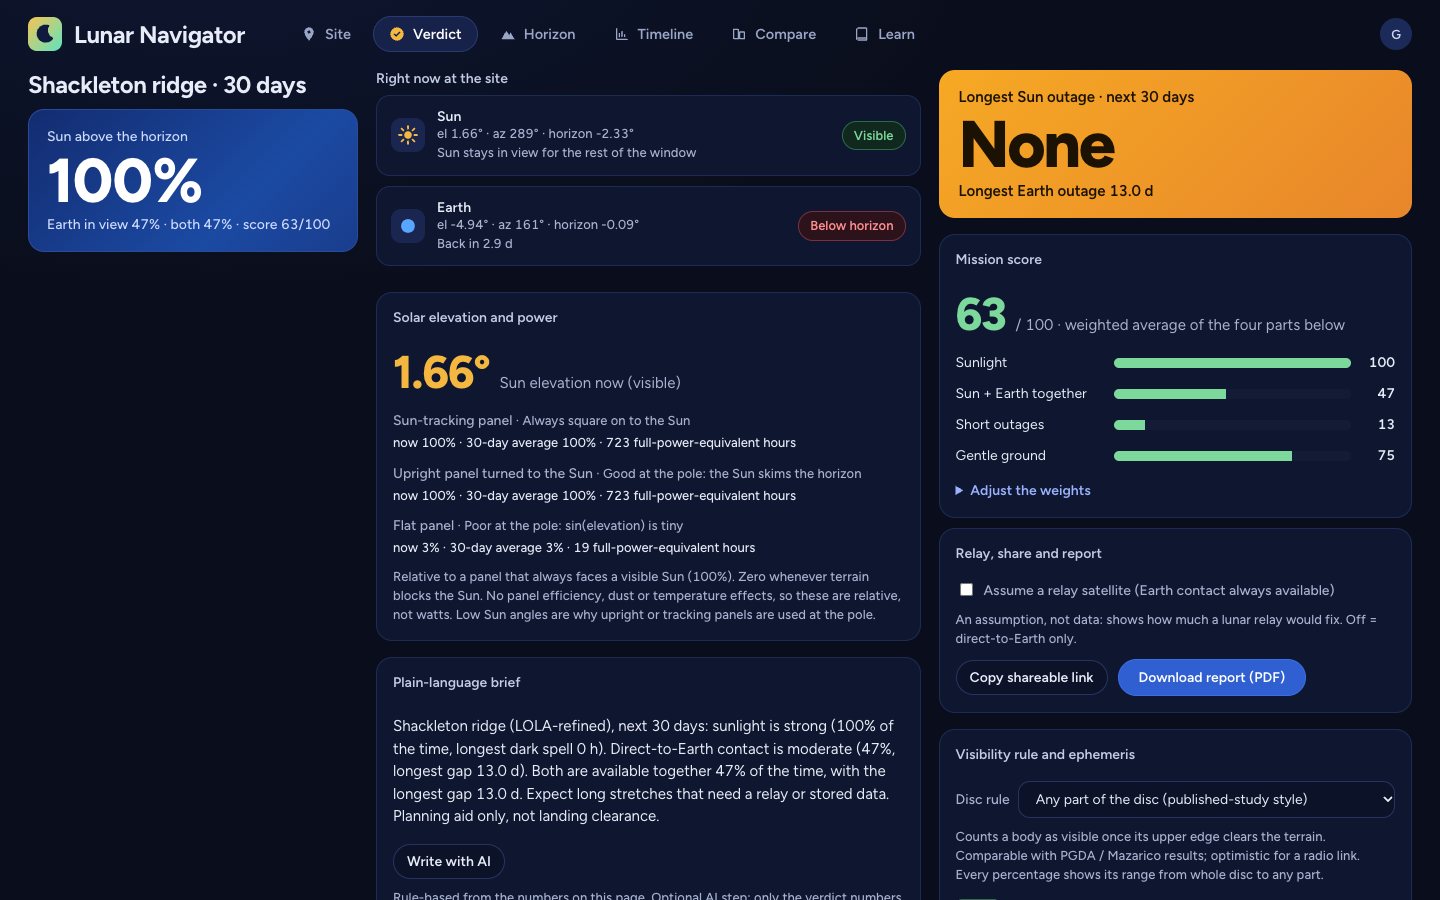 Lunar Navigator
Site
Verdict
Horizon
Timeline
Compare
Learn
G
Shackleton ridge · 30 days
Sun above the horizon
100%
Earth in view 47% · both 47% · score 63/100
Right now at the site
Sun
el 1.66° · az 289° · horizon -2.33°
Sun stays in view for the rest of the window
Visible
Earth
el -4.94° · az 161° · horizon -0.09°
Back in 2.9 d
Below horizon
Solar elevation and power
1.66° Sun elevation now (visible)
Sun-tracking panel · Always square on to the Sun
now 100% · 30-day average 100% · 723 full-power-equivalent hours
Upright panel turned to the Sun · Good at the pole: the Sun skims the horizon
now 100% · 30-day average 100% · 723 full-power-equivalent hours
Flat panel · Poor at the pole: sin(elevation) is tiny
now 3% · 30-day average 3% · 19 full-power-equivalent hours
Relative to a panel that always faces a visible Sun (100%). Zero whenever terrain
blocks the Sun. No panel efficiency, dust or temperature effects, so these are relative,
not watts. Low Sun angles are why upright or tracking panels are used at the pole.
Plain-language brief
Shackleton ridge (LOLA-refined), next 30 days: sunlight is strong (100% of
the time, longest dark spell 0 h). Direct-to-Earth contact is moderate (47%,
longest gap 13.0 d). Both are available together 47% of the time, with the
longest gap 13.0 d. Expect long stretches that need a relay or stored data.
Planning aid only, not landing clearance.
Write with AI
Rule-based from the numbers on this page. Optional AI step: only the verdict numbers
Longest Sun outage · next 30 days
None
Longest Earth outage 13.0 d
Mission score
63 / 100 · weighted average of the four parts below
Sunlight 100
Sun + Earth together 47
Short outages 13
Gentle ground 75
Adjust the weights
Relay, share and report
Assume a relay satellite (Earth contact always available)
An assumption, not data: shows how much a lunar relay would fix. Off =
direct-to-Earth only.
Copy shareable link
Download report (PDF)
Visibility rule and ephemeris
Disc rule
Any part of the disc (published-study style)
Counts a body as visible once its upper edge clears the terrain.
Comparable with PGDA / Mazarico results; optimistic for a radio link.
Every percentage shows its range from whole disc to any part.